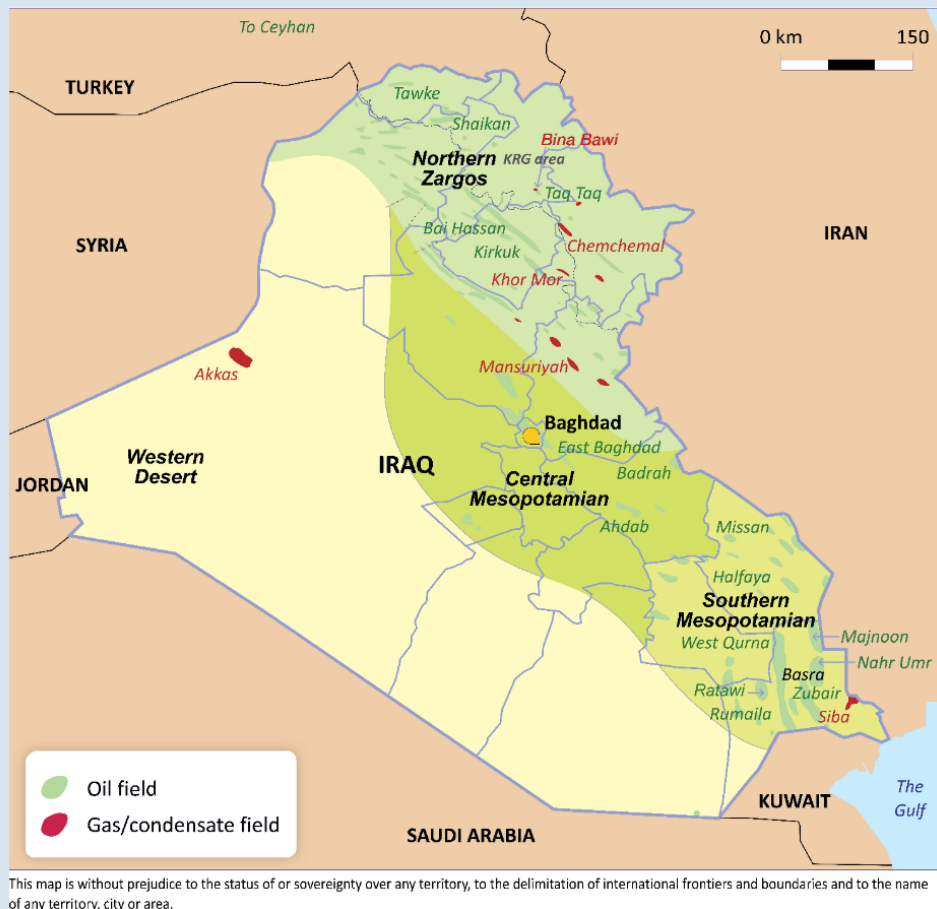 To Ceyhan
0 km 150
TURKEY
Tawke
Shaikan
Bina Bawi
Northern
Zargos
KRG area
Taq Taq
SYRIA
IRAN
Bai Hassan
Kirkuk
Chemchemal
Khor Mor
Akkas
Mansuriyah
Baghdad
East Baghdad
Western
Desert
IRAQ
Badrah
JORDAN
Central
Mesopotamian
Ahdab
Missan
Halfaya
Southern
Mesopotamian
West Qurna
Majnoon
Nahr Umr
Basra
Ratawi
Zubair
Rumaila
Siba
Oil field
Gas/condensate field
KUWAIT
The
Gulf
SAUDI ARABIA
This map is without prejudice to the status of or sovereignty over any territory, to the delimitation of international frontiers and boundaries and to the name
of any territory, city or area.